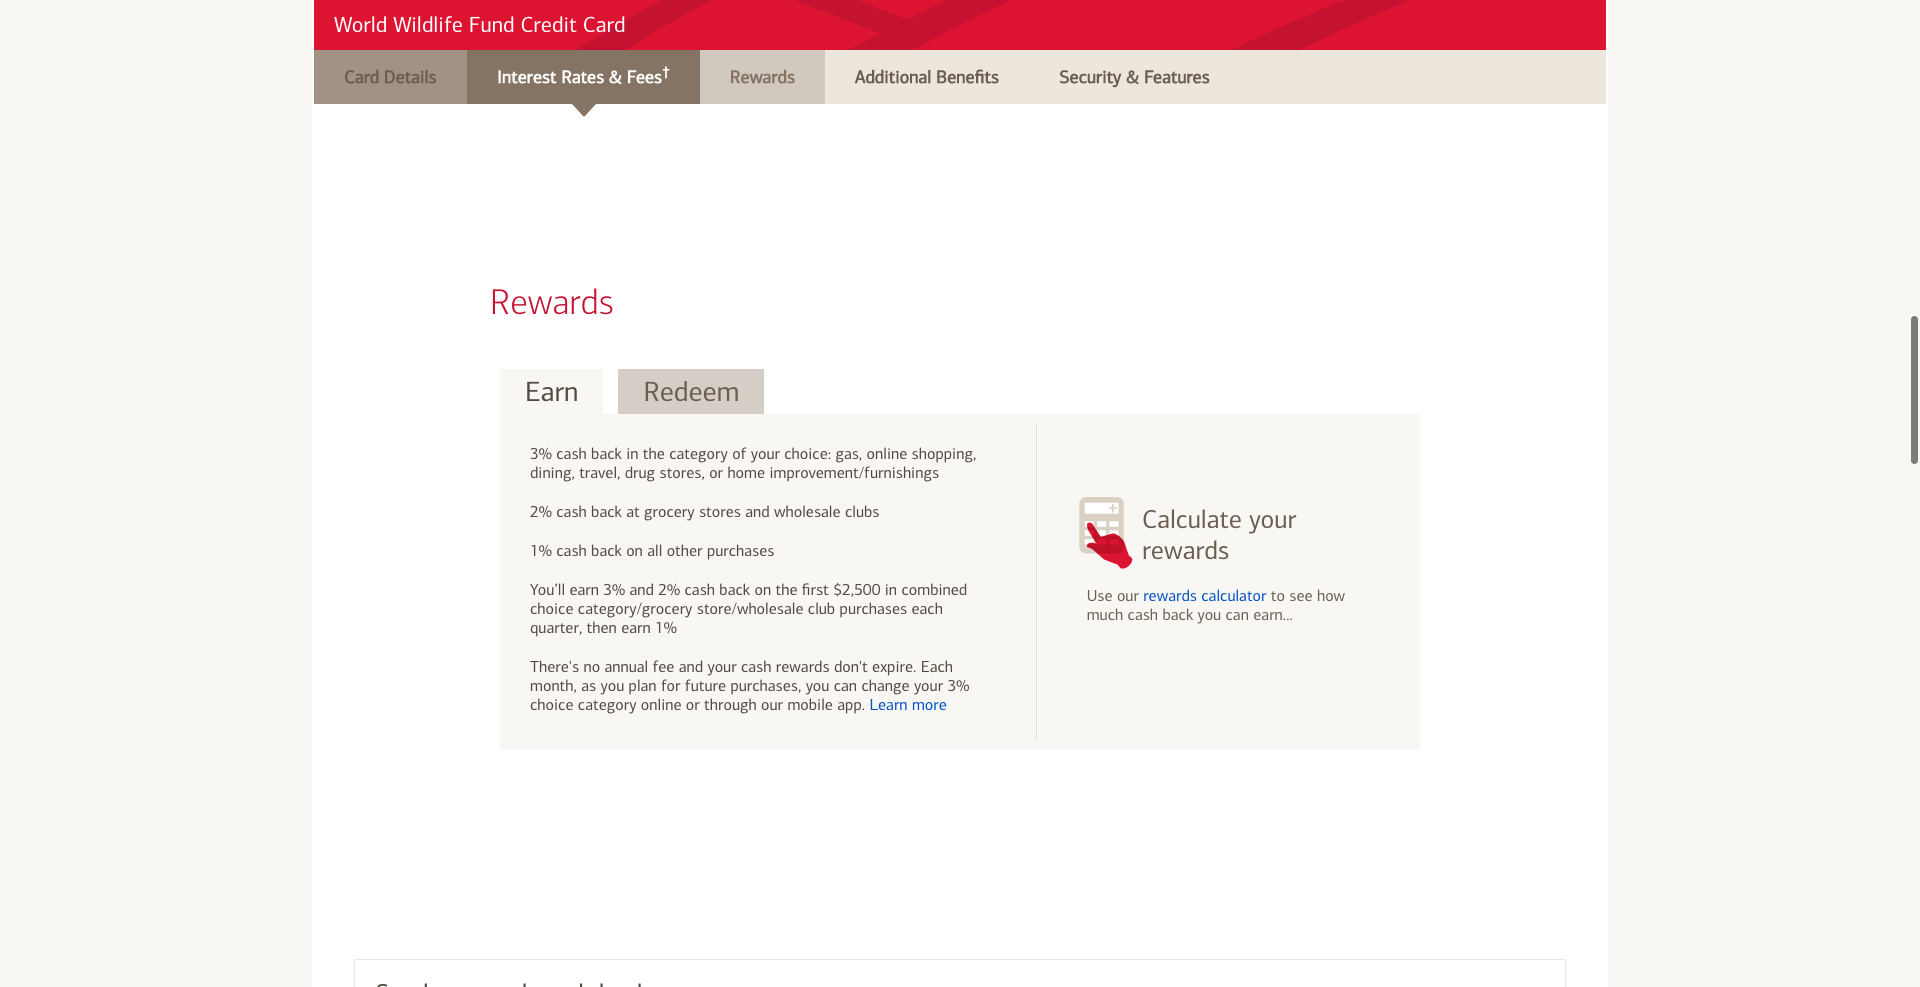 World Wildlife Fund Credit Card
Card Details
Interest Rates & Fees†
Rewards
Additional Benefits
Security & Features
Rewards
Earn
Redeem
3% cash back in the category of your choice: gas, online shopping,
dining, travel, drug stores, or home improvement/furnishings
2% cash back at grocery stores and wholesale clubs
1% cash back on all other purchases
You'll earn 3% and 2% cash back on the first $2,500 in combined
choice category/grocery store/wholesale club purchases each
quarter, then earn 1%
There's no annual fee and your cash rewards don't expire. Each
month, as you plan for future purchases, you can change your 3%
choice category online or through our mobile app. Learn more
Calculate your
rewards
Use our rewards calculator to see how
much cash back you can earn...